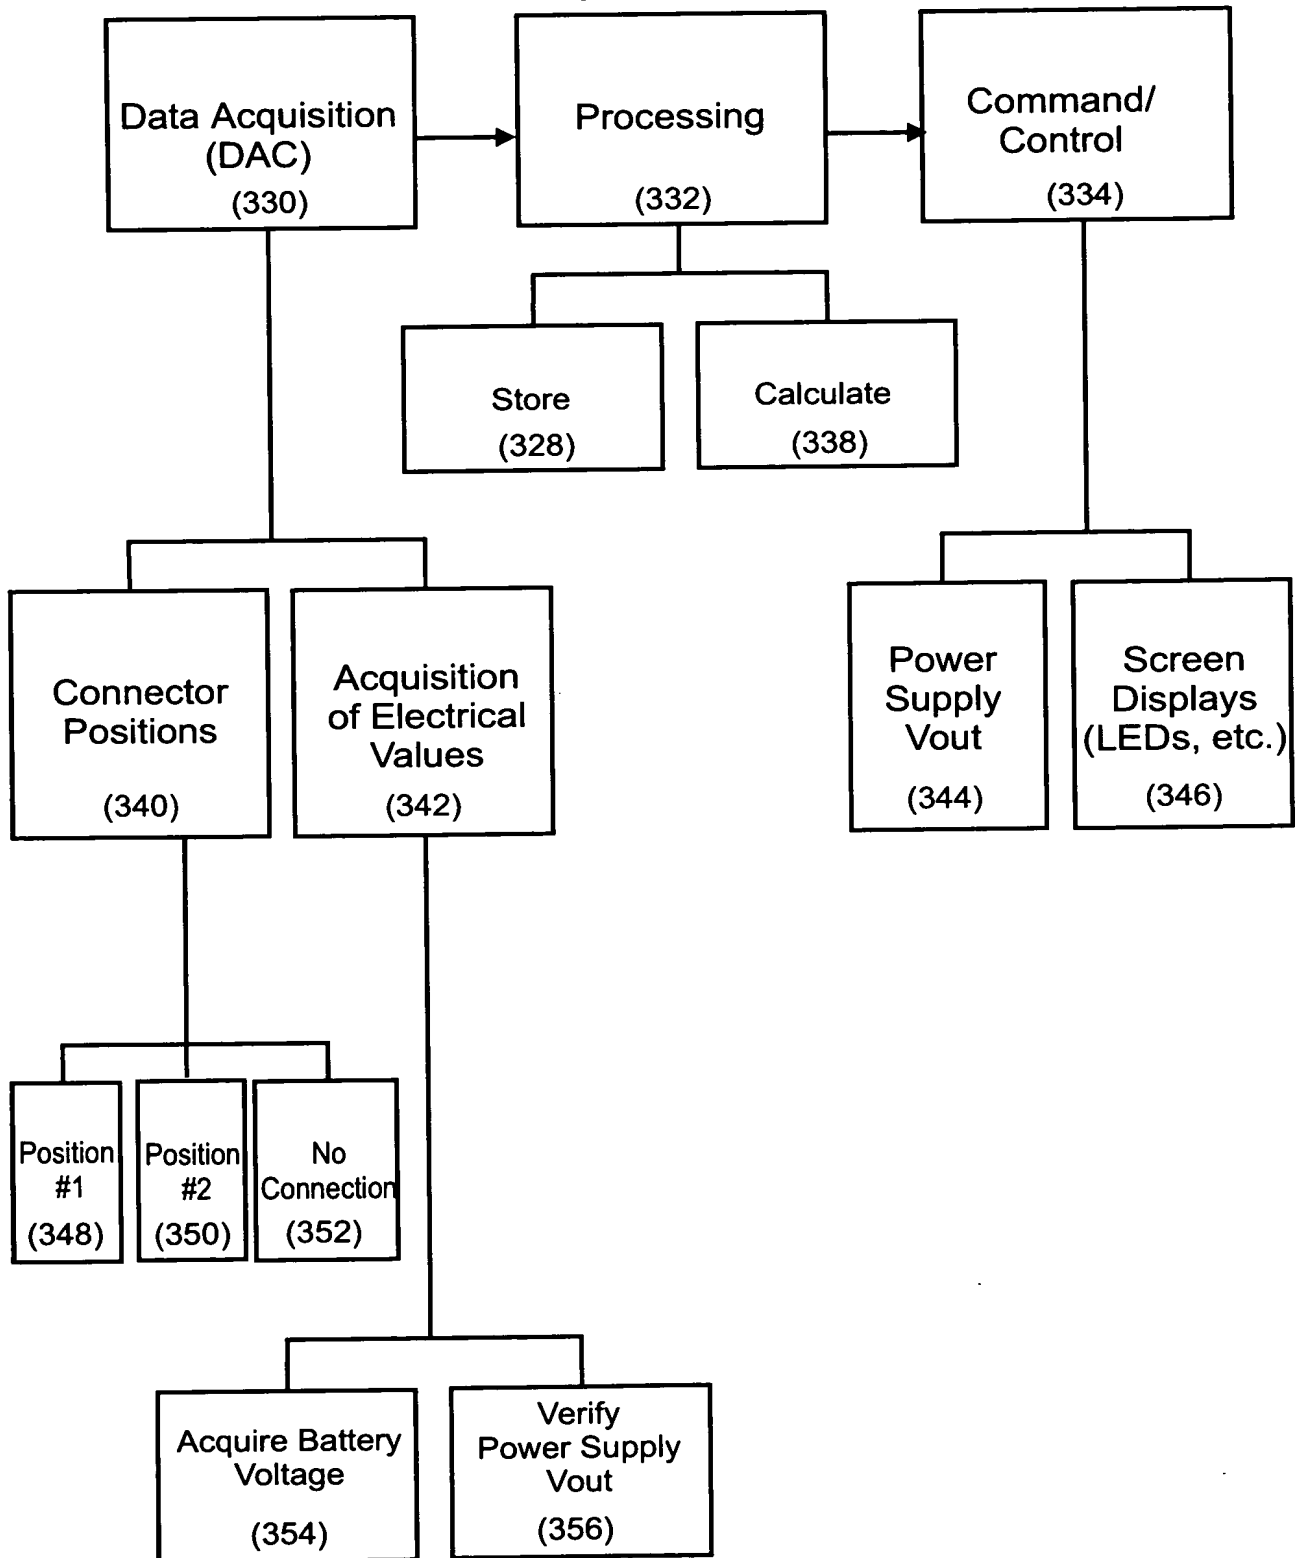 Data Acquisition
(DAC)
(330)
Processing
(332)
Command/
Control
(334)
Store
(328)
Calculate
(338)
Connector
Positions
(340)
Acquisition
of Electrical
Values
(342)
Power
Supply
Vout
(344)
Screen
Displays
(LEDs, etc.)
(346)
Position
#1
(348)
Position
#2
(350)
No
Connection
(352)
Acquire Battery
Voltage
(354)
Verify
Power Supply
Vout
(356)